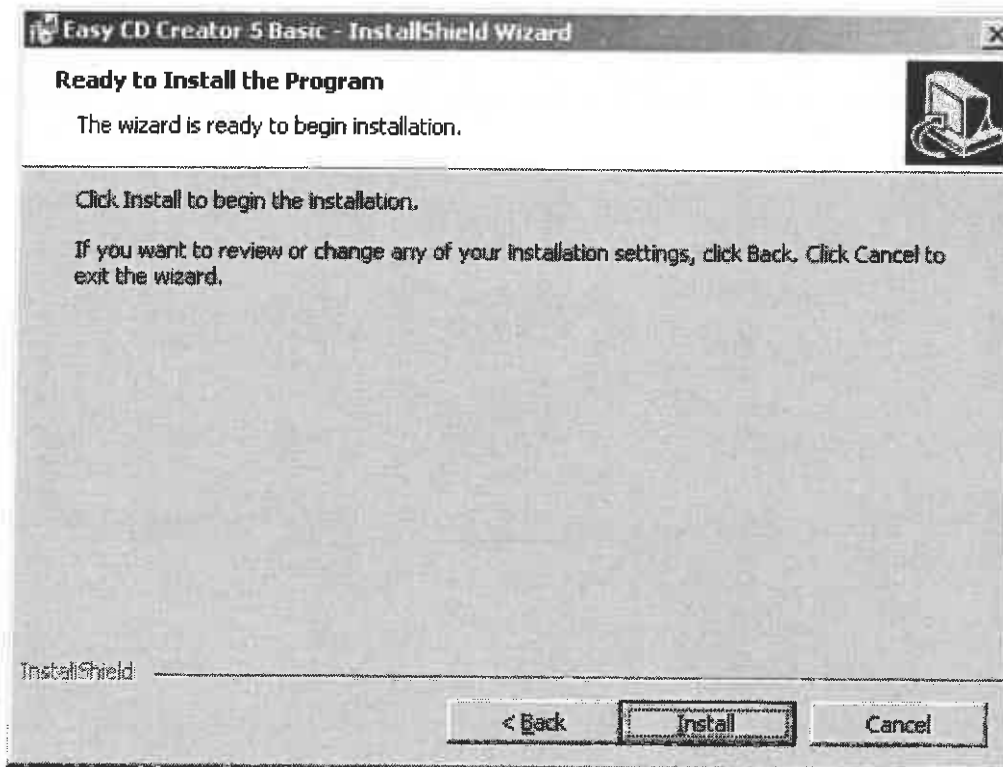 Easy CD Creator 5 Basic - InstallShield Wizard
Ready to Install the Program
The wizard is ready to begin installation.
Click Install to begin the installation.
If you want to review or change any of your installation settings, click Back. Click Cancel to
exit the wizard.
InstallShield
< Back
Install
Cancel